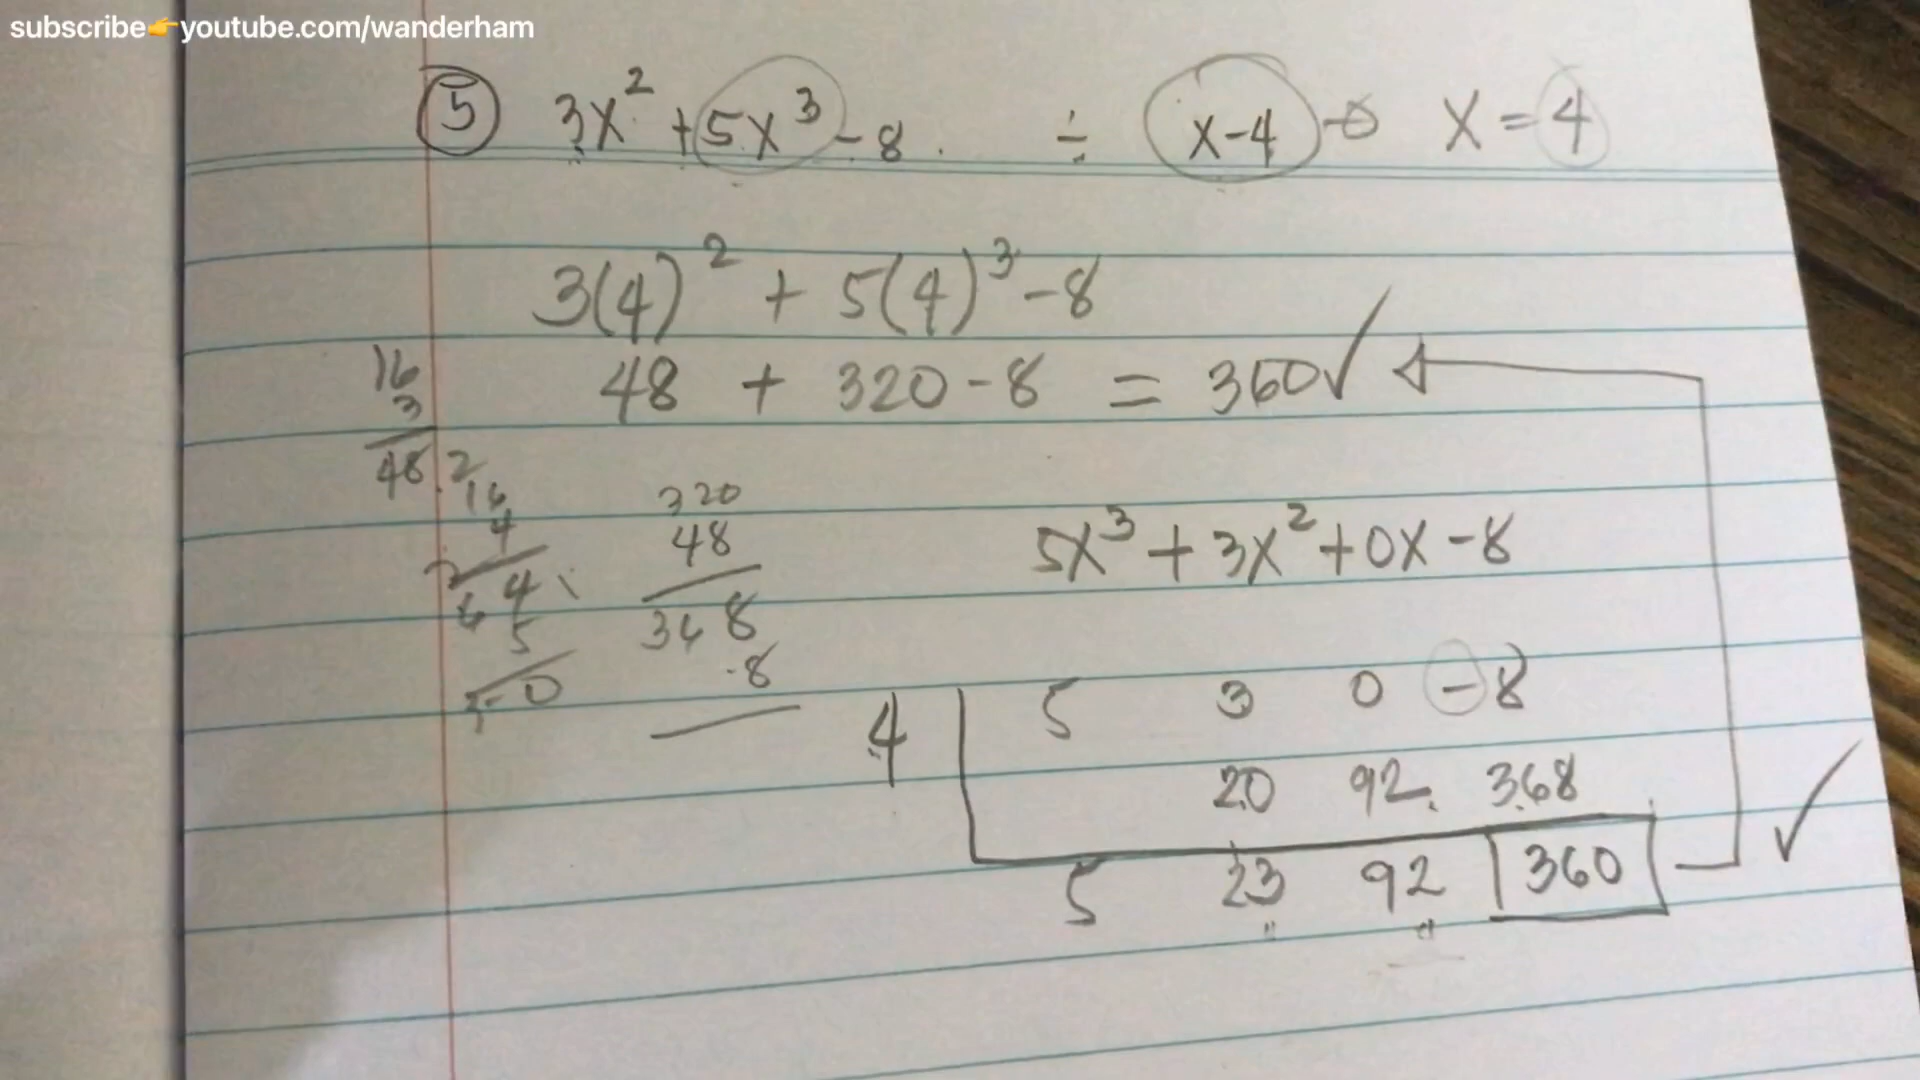 subscribe👉youtube.com/wanderham
5 3x² + 5x³ - 8 ÷ x-4 → x = 4
3(4)² + 5(4)³ - 8
48 + 320 - 8 = 360 ✓
16
3
48
2
16
4
64
5
320
48
368
-8
5x³ + 3x² + 0x - 8
4 5 3 0 -8
20 92 368
5 23 92 360 ✓